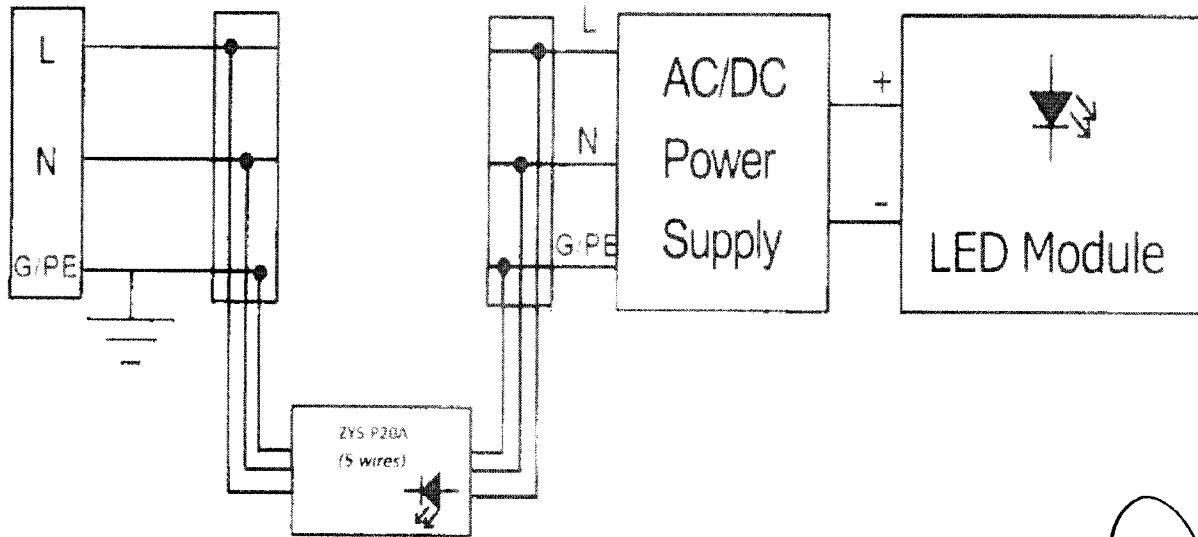 L
N
G/PE
L
N
G/PE
AC/DC
Power
Supply
+
-
LED Module
ZYS-P20A
(5 wires)